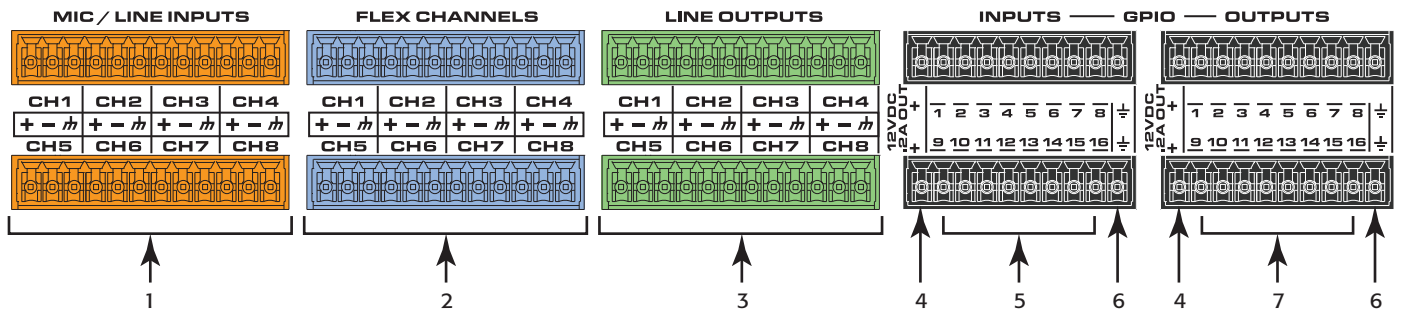 MIC / LINE INPUTS
FLEX CHANNELS
LINE OUTPUTS
INPUTS — GPIO — OUTPUTS
CH1 CH2 CH3 CH4
+ − + − + − + −
CH5 CH6 CH7 CH8
CH1 CH2 CH3 CH4
+ − + − + − + −
CH5 CH6 CH7 CH8
CH1 CH2 CH3 CH4
+ − + − + − + −
CH5 CH6 CH7 CH8
12VDC
.2A OUT
+ 1 2 3 4 5 6 7 8
+ 9 10 11 12 13 14 15 16
12VDC
.2A OUT
+ 1 2 3 4 5 6 7 8
+ 9 10 11 12 13 14 15 16
1 2 3 4 5 6 4 7 6